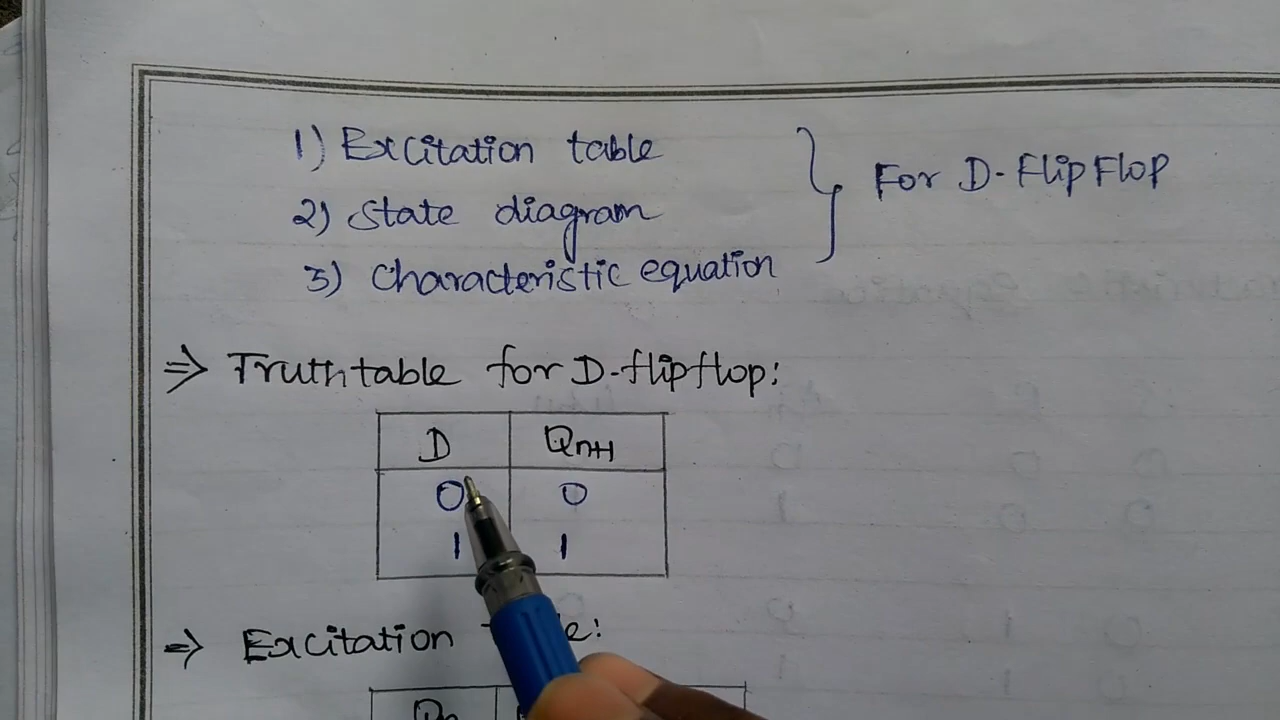 1) Excitation table
2) State diagram
3) Characteristic equation
For D-FlipFlop
⇒ Truthtable for D-flipflop:
D Qn+1
0 0
1 1
⇒ Excitation
Qn